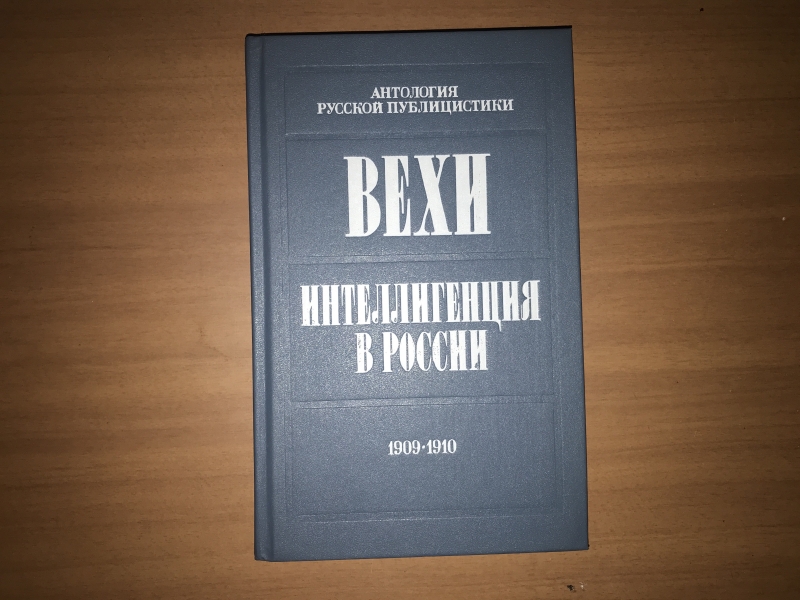 АНТОЛОГИЯ
РУССКОЙ ПУБЛИЦИСТИКИ
ВЕХИ
ИНТЕЛЛИГЕНЦИЯ
В РОССИИ
1909·1910